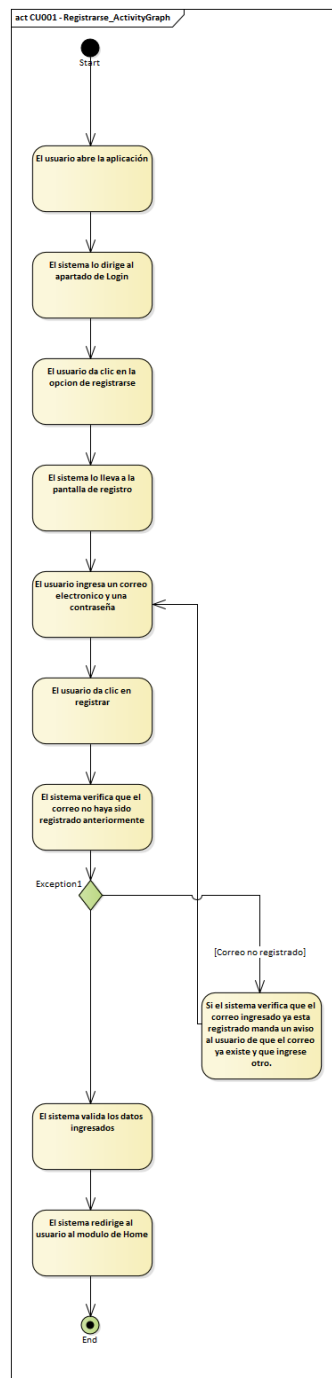 act CU001 - Registrarse_ActivityGraph
Start
El usuario abre la aplicación
El sistema lo dirige al
apartado de Login
El usuario da clic en la
opcion de registrarse
El sistema lo lleva a la
pantalla de registro
El usuario ingresa un correo
electronico y una
contraseña
El usuario da clic en
registrar
El sistema verifica que el
correo no haya sido
registrado anteriormente
Exception1
[Correo no registrado]
Si el sistema verifica que el
correo ingresado ya esta
registrado manda un aviso
al usuario de que el correo
ya existe y que ingrese
otro.
El sistema valida los datos
ingresados
El sistema redirige al
usuario al modulo de Home
End